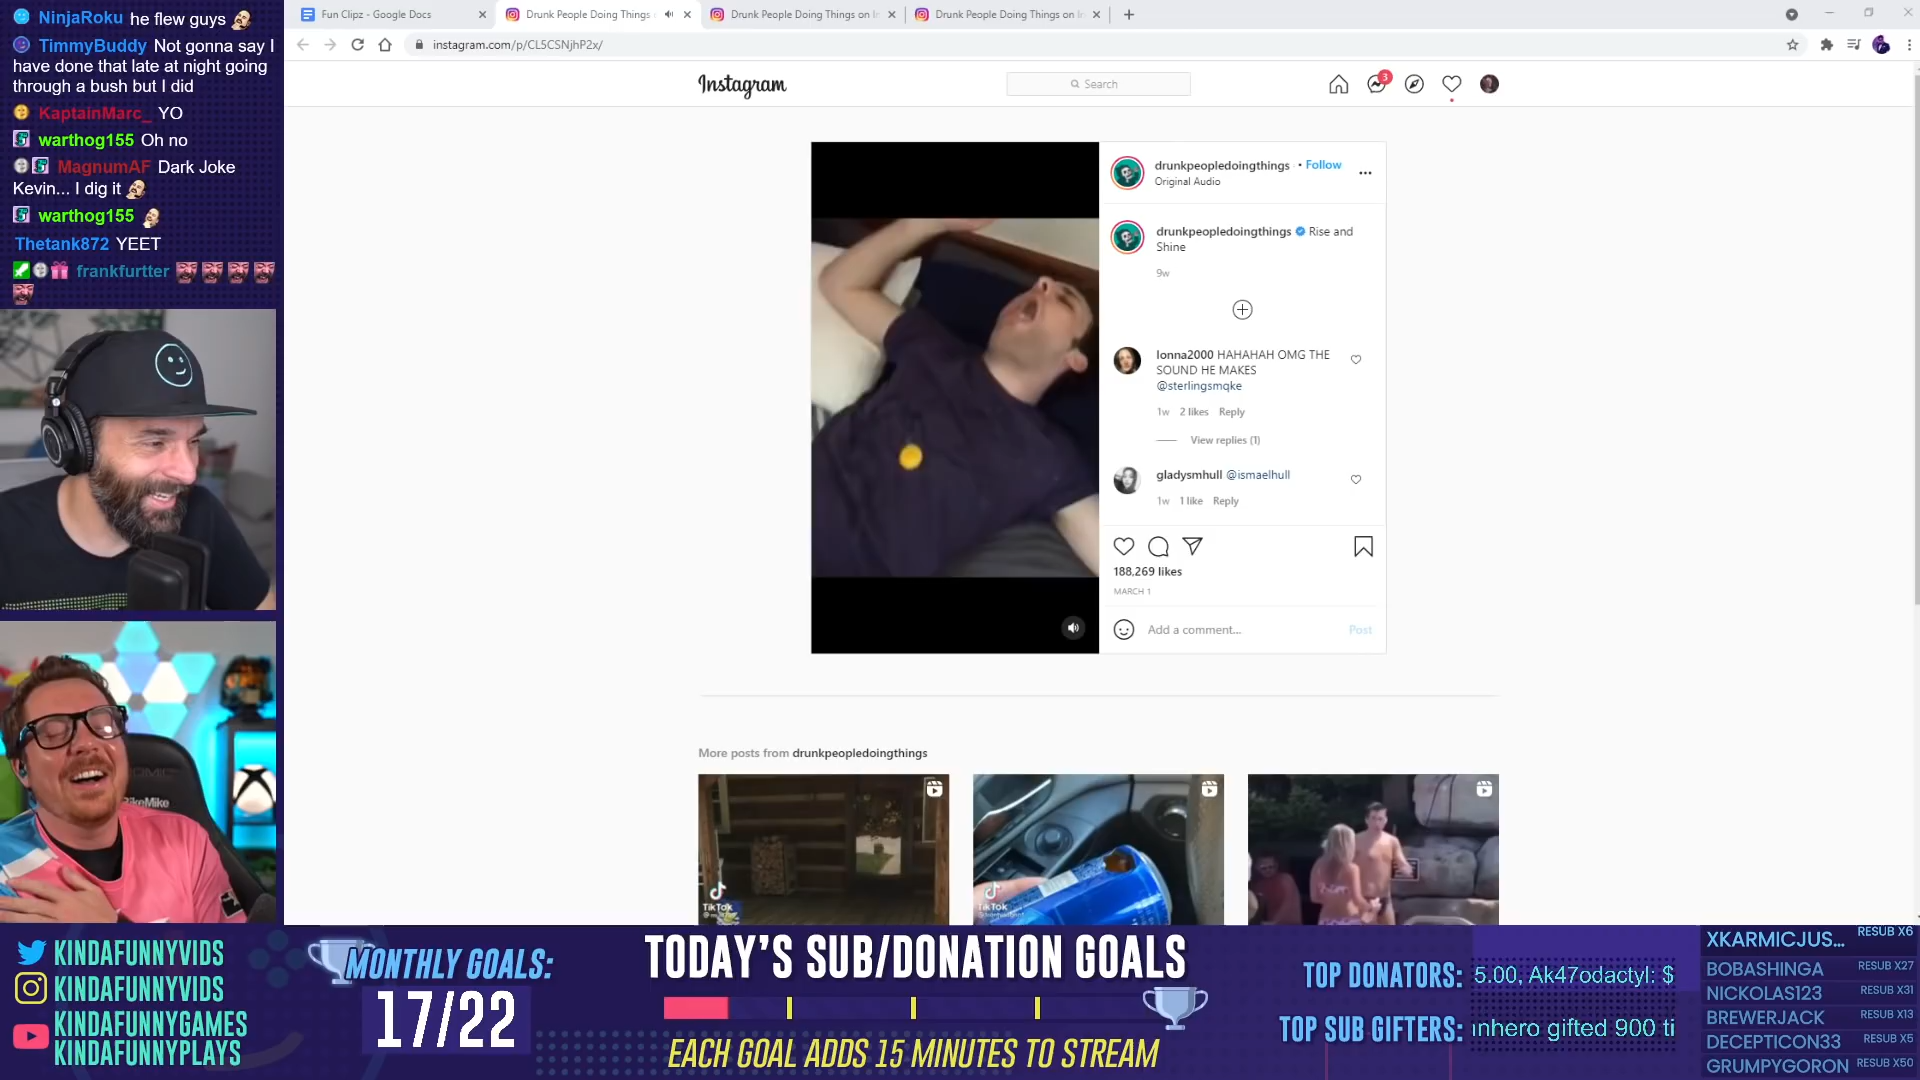 NinjaRoku he flew guys
TimmyBuddy Not gonna say I
have done that late at night going
through a bush but I did
KaptainMarc_ YO
warthog155 Oh no
MagnumAF Dark Joke
Kevin... I dig it
warthog155
Thetank872 YEET
frankfurtter
Fun Clipz - Google Docs
Drunk People Doing Things
Drunk People Doing Things on In
Drunk People Doing Things on In
instagram.com/p/CL5CSNjhP2x/
Instagram
Search
3
drunkpeopledoingthings • Follow
Original Audio
drunkpeopledoingthings Rise and
Shine
9w
lonna2000 HAHAHAH OMG THE
SOUND HE MAKES
@sterlingsmqke
1w 2 likes Reply
View replies (1)
gladysmhull @ismaelhull
1w 1 like Reply
188,269 likes
MARCH 1
Add a comment...
Post
More posts from drunkpeopledoingthings
TikTok
TikTok
KINDAFUNNYVIDS
KINDAFUNNYVIDS
KINDAFUNNYGAMES
KINDAFUNNYPLAYS
MONTHLY GOALS:
17/22
TODAY'S SUB/DONATION GOALS
EACH GOAL ADDS 15 MINUTES TO STREAM
TOP DONATORS: 5.00, Ak47odactyl: $
TOP SUB GIFTERS: nhero gifted 900 ti
XKARMICJUS... RESUB X6
BOBASHINGA RESUB X27
NICKOLAS123 RESUB X31
BREWERJACK RESUB X13
DECEPTICON33 RESUB X5
GRUMPYGORON RESUB X50